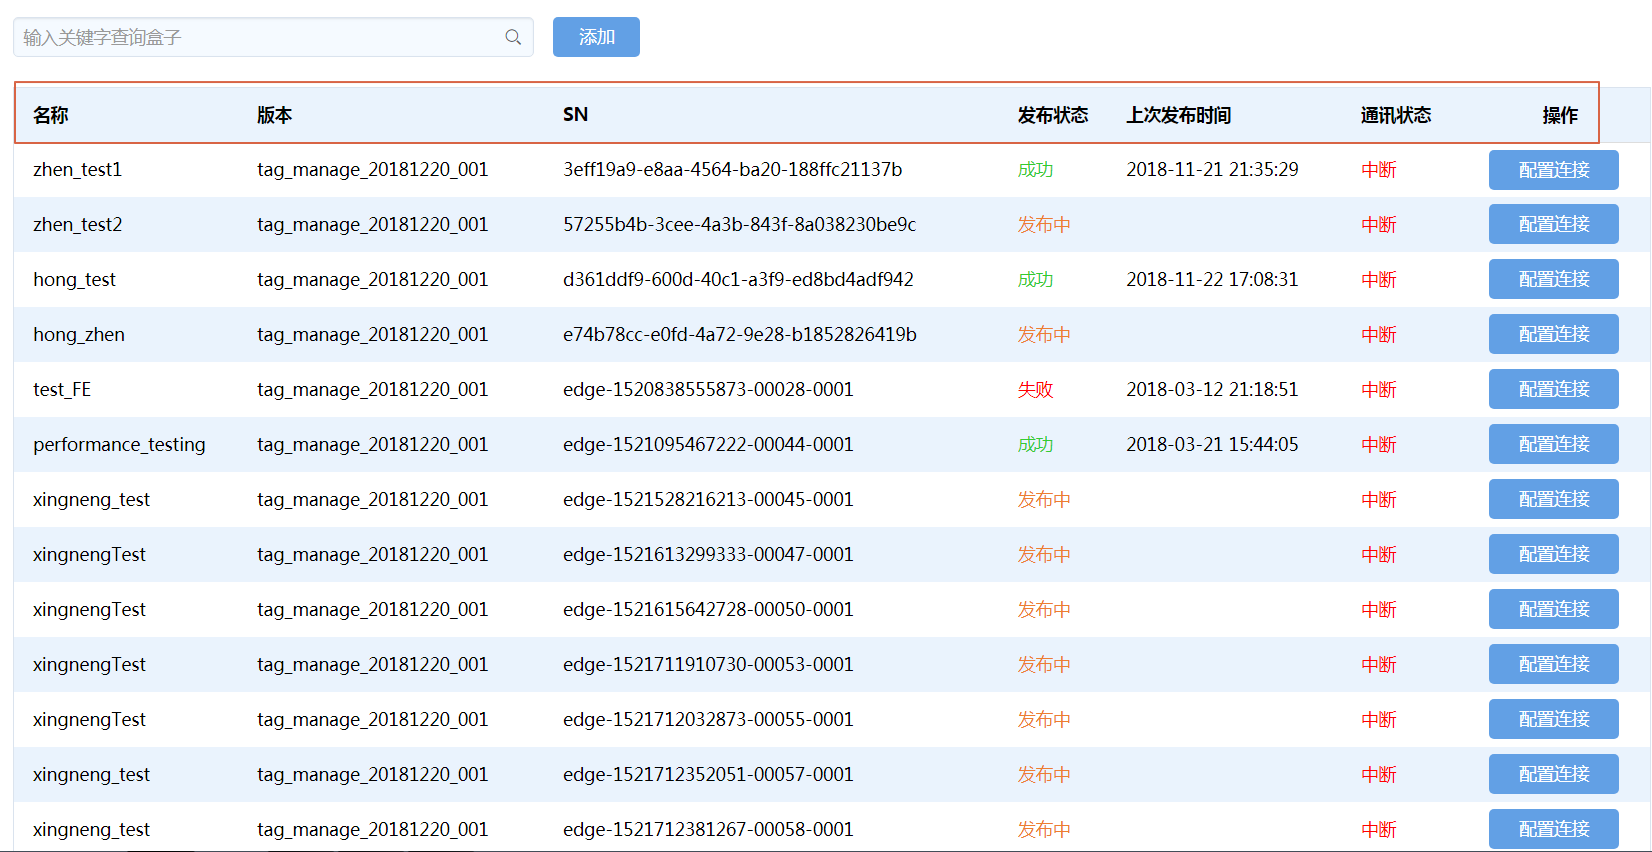 输入关键字查询盒子 添加
名称 版本 SN 发布状态 上次发布时间 通讯状态 操作
zhen_test1 tag_manage_20181220_001 3eff19a9-e8aa-4564-ba20-188ffc21137b 成功 2018-11-21 21:35:29 中断 配置连接
zhen_test2 tag_manage_20181220_001 57255b4b-3cee-4a3b-843f-8a038230be9c 发布中 中断 配置连接
hong_test tag_manage_20181220_001 d361ddf9-600d-40c1-a3f9-ed8bd4adf942 成功 2018-11-22 17:08:31 中断 配置连接
hong_zhen tag_manage_20181220_001 e74b78cc-e0fd-4a72-9e28-b1852826419b 发布中 中断 配置连接
test_FE tag_manage_20181220_001 edge-1520838555873-00028-0001 失败 2018-03-12 21:18:51 中断 配置连接
performance_testing tag_manage_20181220_001 edge-1521095467222-00044-0001 成功 2018-03-21 15:44:05 中断 配置连接
xingneng_test tag_manage_20181220_001 edge-1521528216213-00045-0001 发布中 中断 配置连接
xingnengTest tag_manage_20181220_001 edge-1521613299333-00047-0001 发布中 中断 配置连接
xingnengTest tag_manage_20181220_001 edge-1521615642728-00050-0001 发布中 中断 配置连接
xingnengTest tag_manage_20181220_001 edge-1521711910730-00053-0001 发布中 中断 配置连接
xingnengTest tag_manage_20181220_001 edge-1521712032873-00055-0001 发布中 中断 配置连接
xingneng_test tag_manage_20181220_001 edge-1521712352051-00057-0001 发布中 中断 配置连接
xingneng_test tag_manage_20181220_001 edge-1521712381267-00058-0001 发布中 中断 配置连接